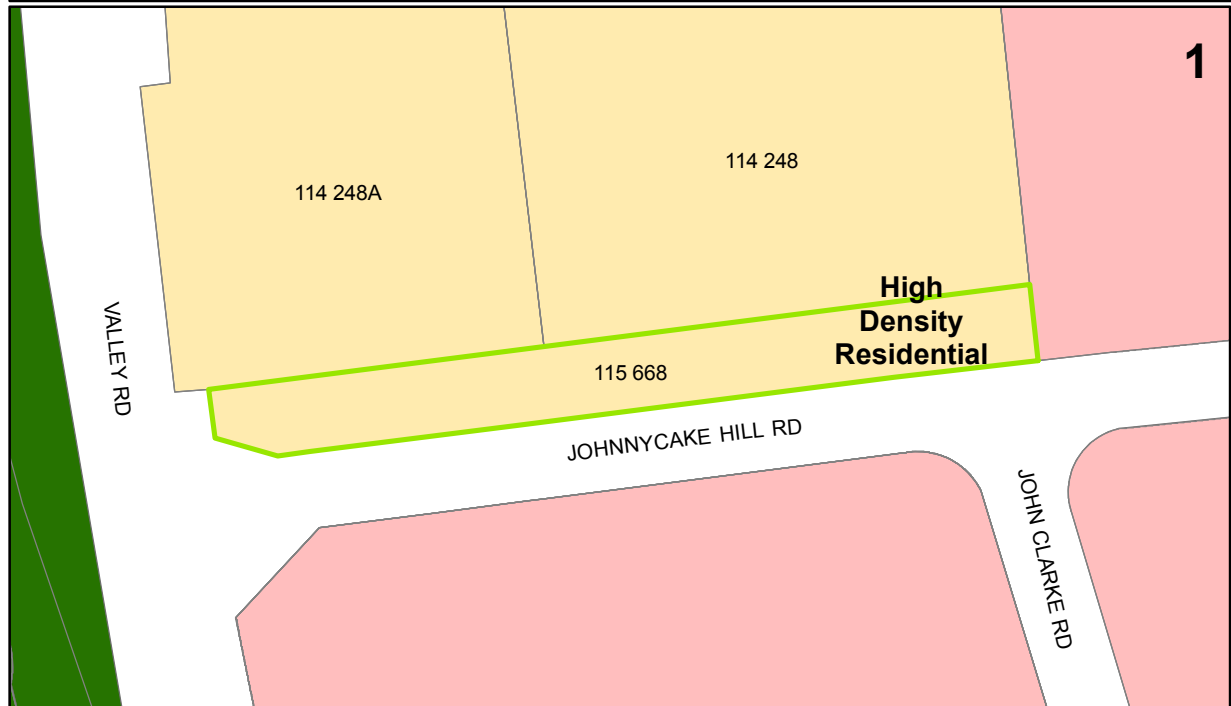 1
114 248
114 248A
High
Density
Residential
VALLEY RD
115 668
JOHNNYCAKE HILL RD
JOHN CLARKE RD